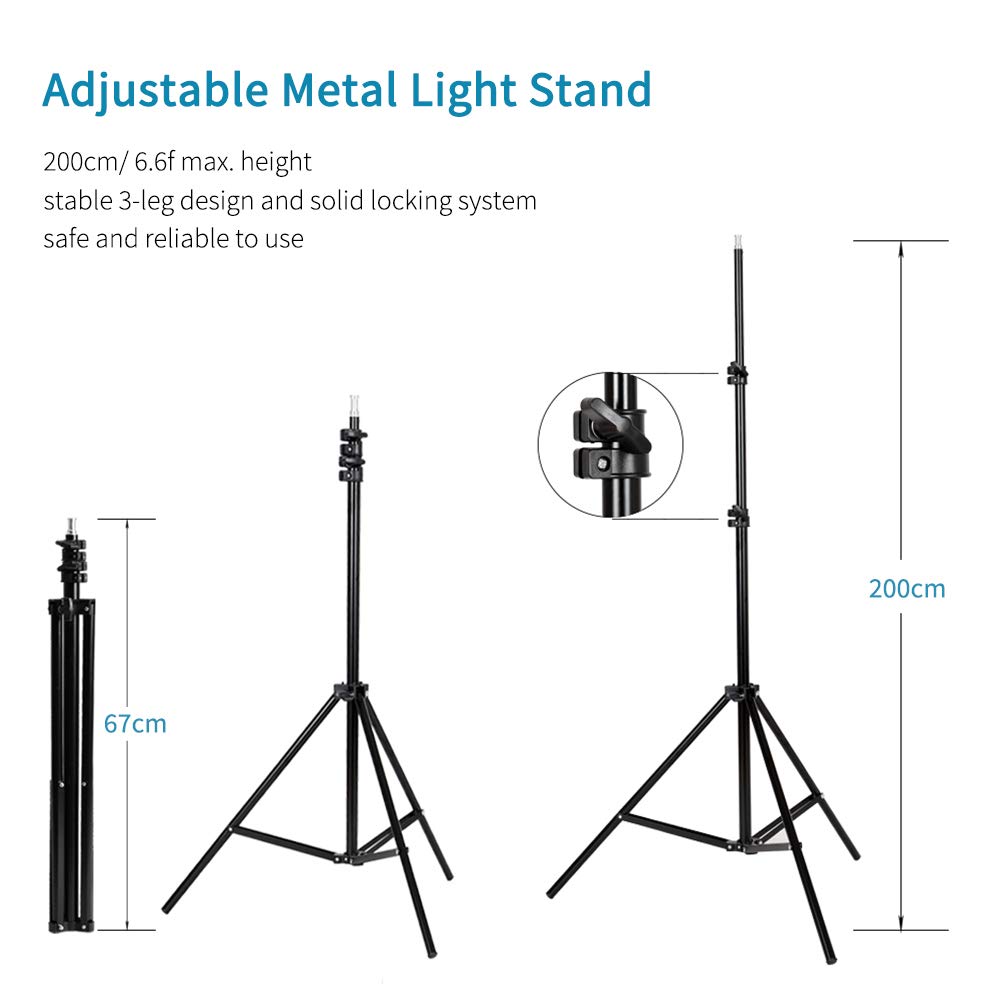 Adjustable Metal Light Stand
200cm/ 6.6f max. height
stable 3-leg design and solid locking system
safe and reliable to use
200cm
67cm